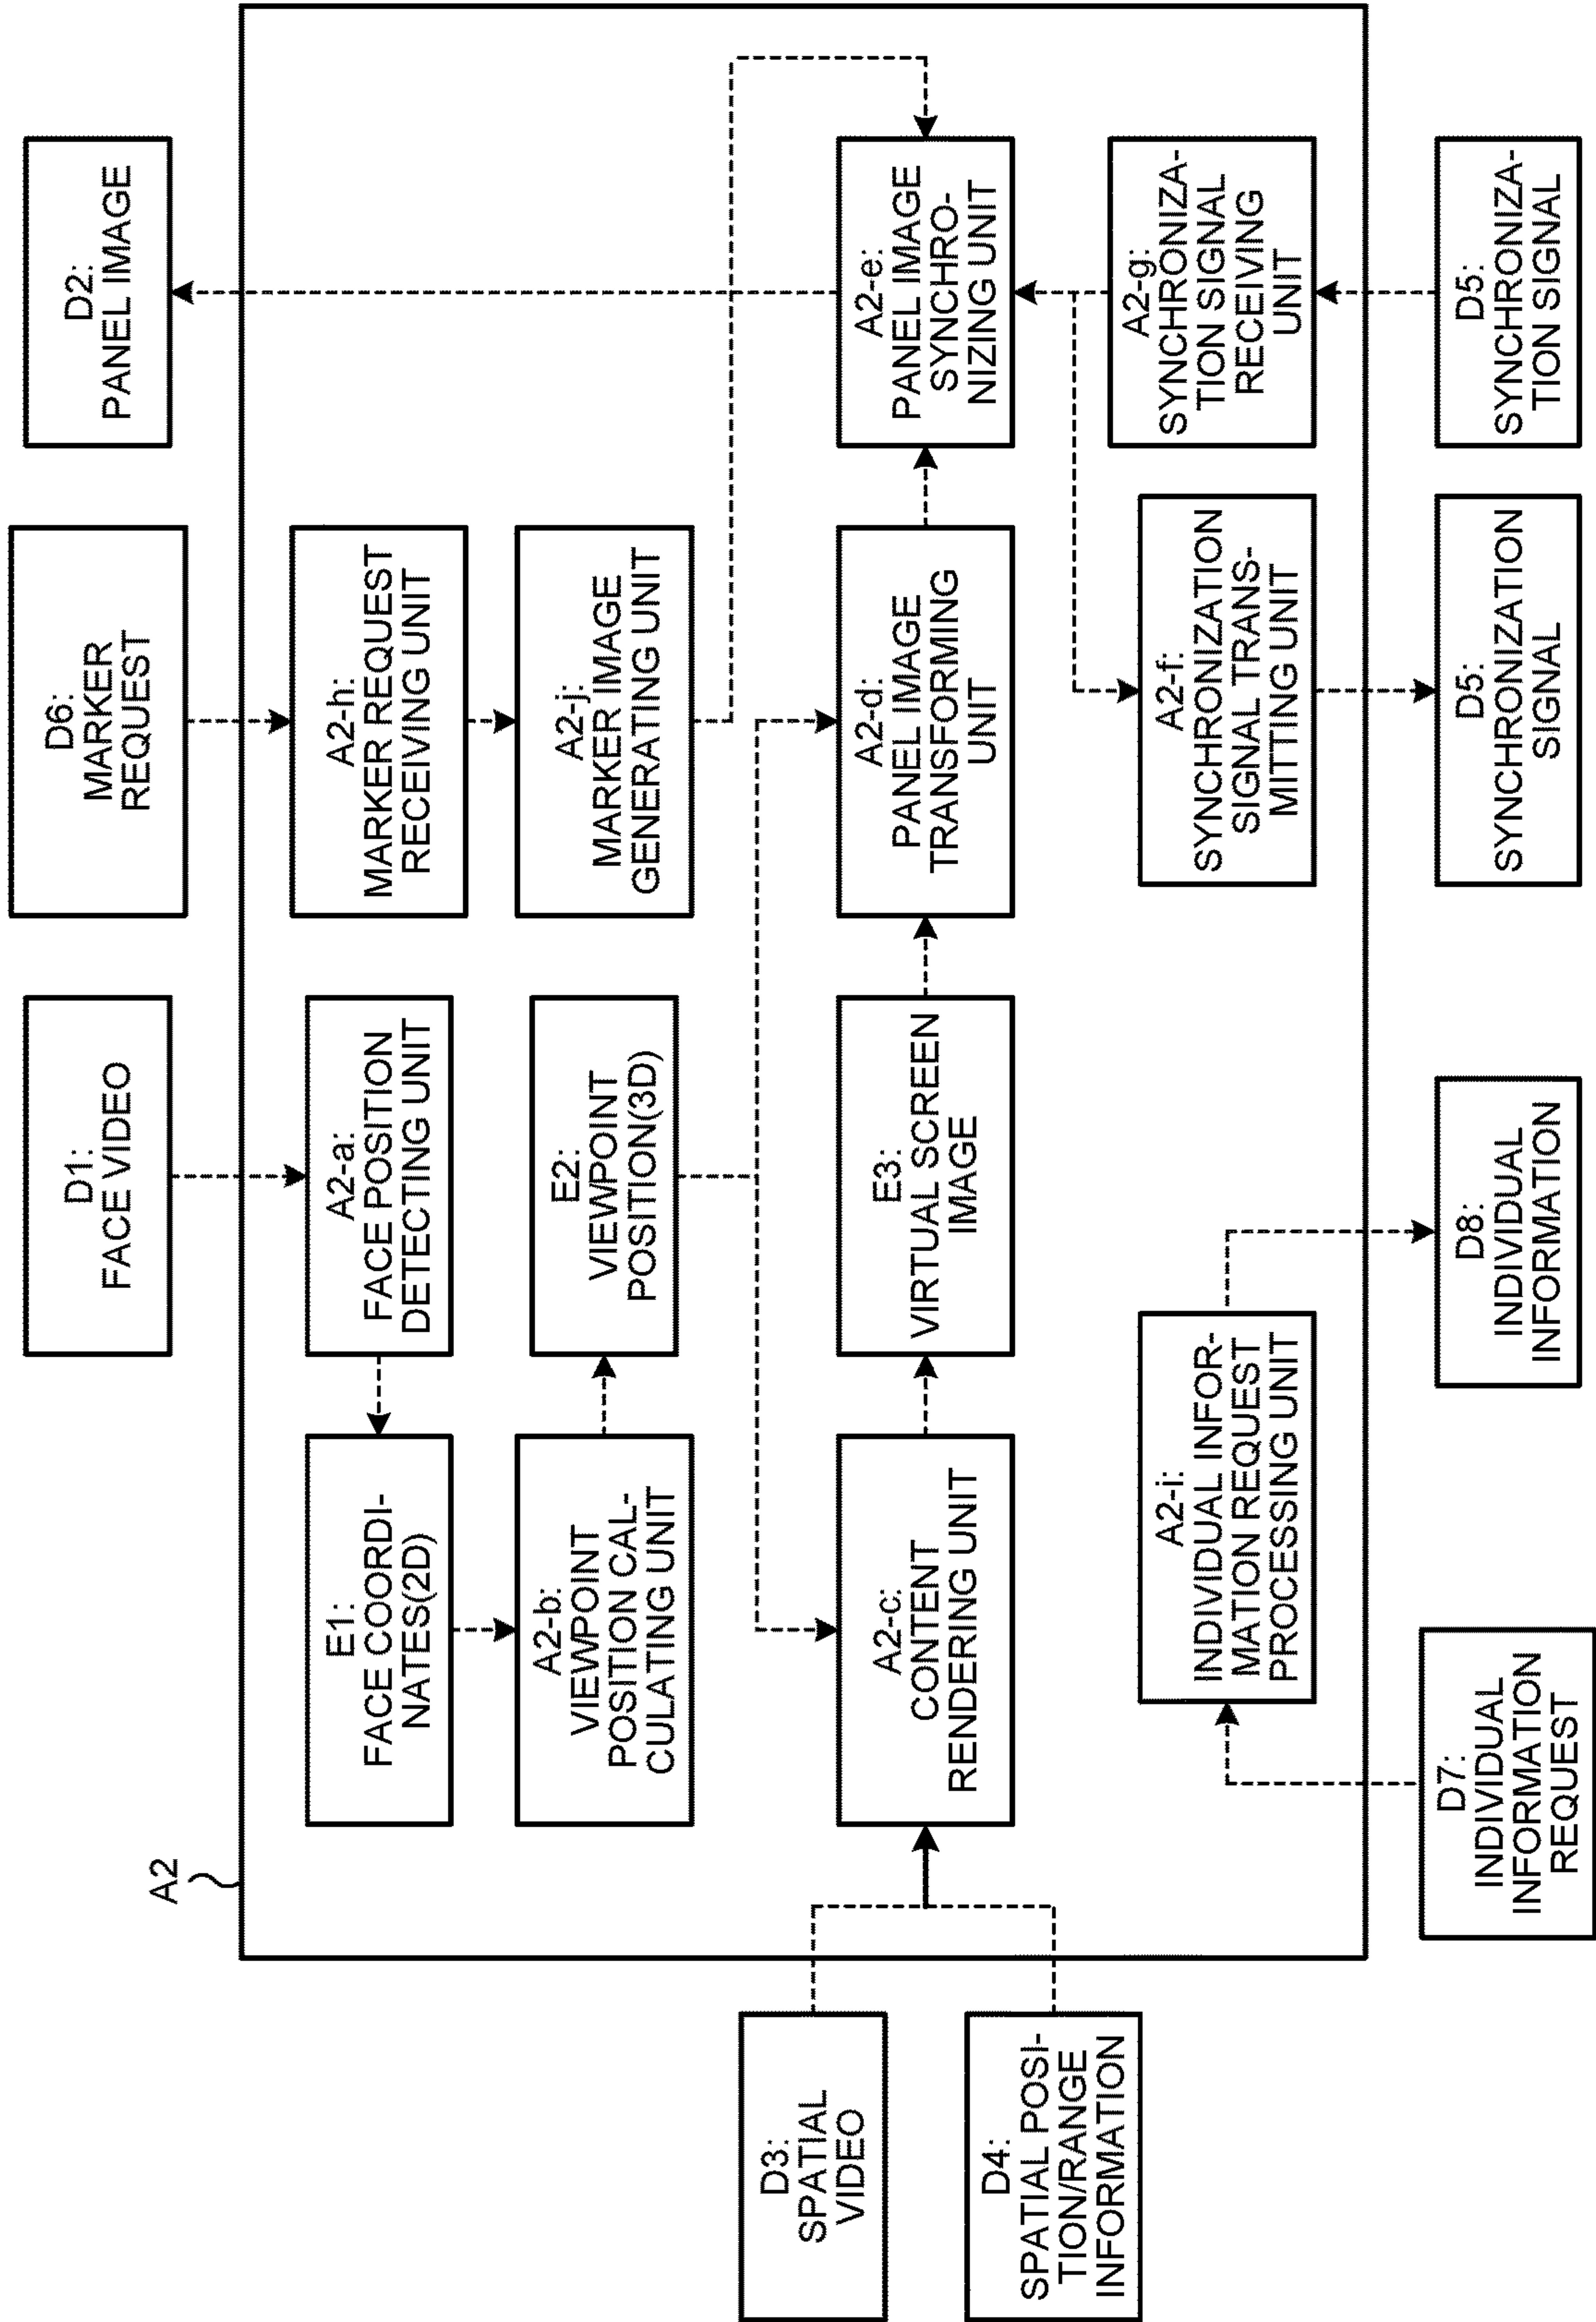 D1:
FACE VIDEO
D6:
MARKER
REQUEST
D2:
PANEL IMAGE
A2
E1:
FACE COORDI-
NATES(2D)
A2-a:
FACE POSITION
DETECTING UNIT
A2-h:
MARKER REQUEST
RECEIVING UNIT
A2-b:
VIEWPOINT
POSITION CAL-
CULATING UNIT
E2:
VIEWPOINT
POSITION(3D)
A2-j:
MARKER IMAGE
GENERATING UNIT
D3:
SPATIAL
VIDEO
D4:
SPATIAL POSI-
TION/RANGE
INFORMATION
A2-c:
CONTENT
RENDERING UNIT
E3:
VIRTUAL SCREEN
IMAGE
A2-d:
PANEL IMAGE
TRANSFORMING
UNIT
A2-e:
PANEL IMAGE
SYNCHRO-
NIZING UNIT
A2-i:
INDIVIDUAL INFOR-
MATION REQUEST
PROCESSING UNIT
A2-f:
SYNCHRONIZATION
SIGNAL TRANS-
MITTING UNIT
A2-g:
SYNCHRONIZA-
TION SIGNAL
RECEIVING
UNIT
D7:
INDIVIDUAL
INFORMATION
REQUEST
D8:
INDIVIDUAL
INFORMATION
D5:
SYNCHRONIZATION
SIGNAL
D5:
SYNCHRONIZA-
TION SIGNAL